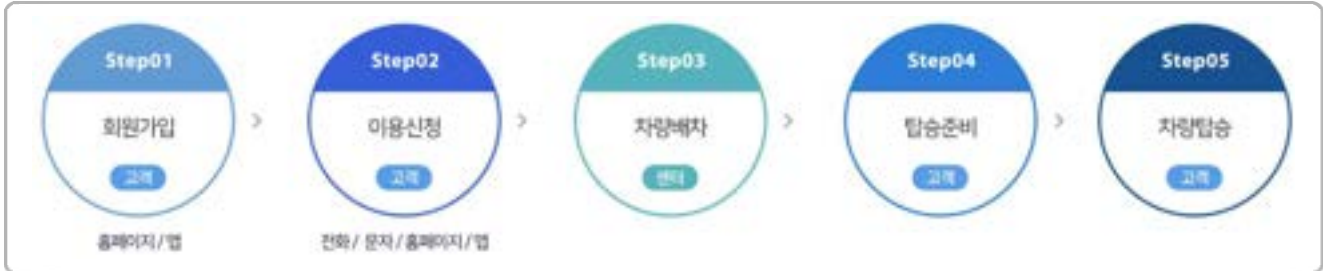 Step01
회원가입
고객
홈페이지 / 앱
Step02
이용신청
고객
전화 / 문자 / 홈페이지 / 앱
Step03
차량배차
센터
Step04
탑승준비
고객
Step05
차량탑승
고객